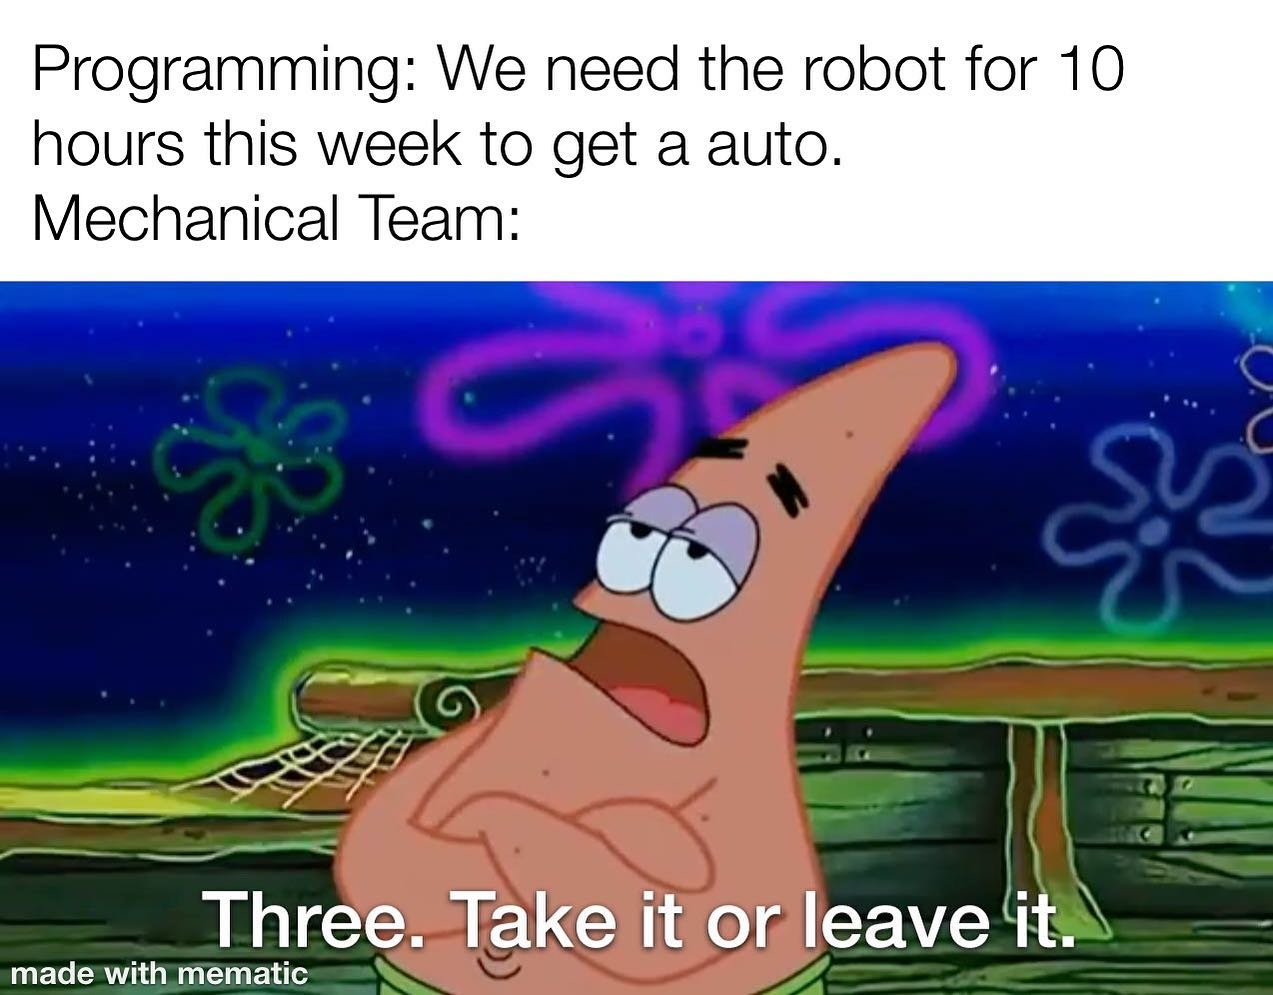 Programming: We need the robot for 10
hours this week to get a auto.
Mechanical Team:
Three. Take it or leave it.
made with mematic